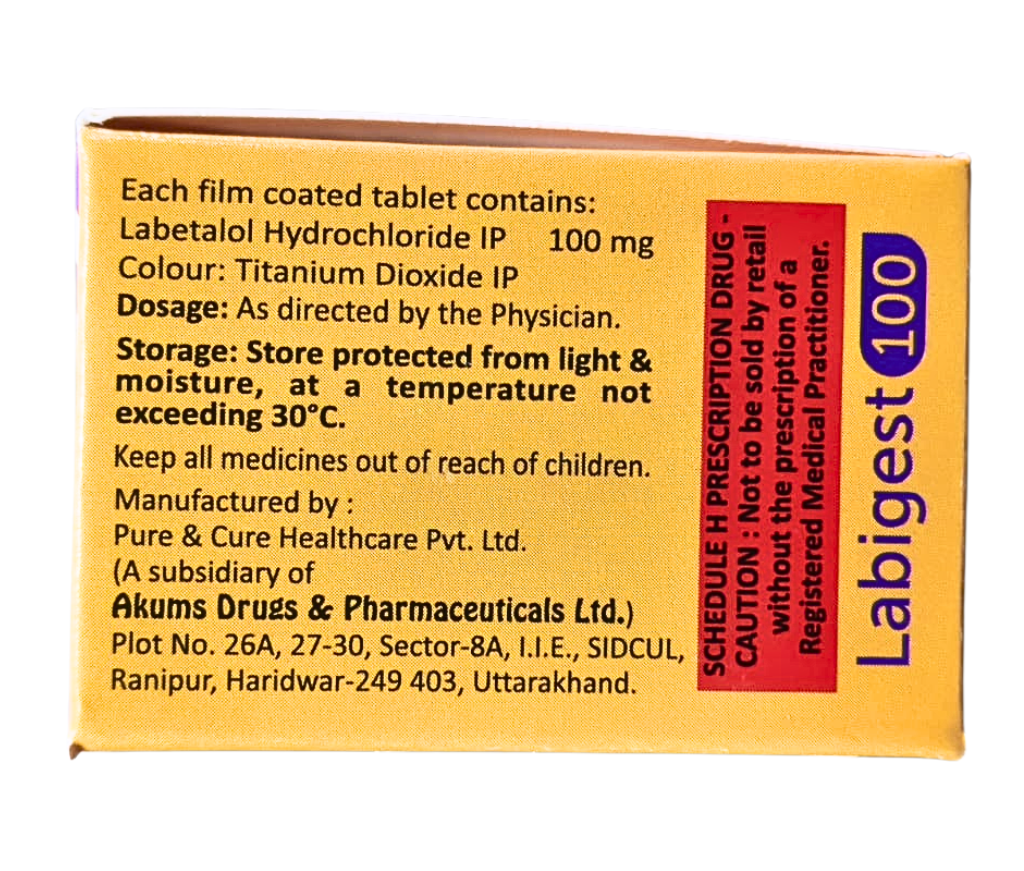 Each film coated tablet contains:
Labetalol Hydrochloride IP 100 mg
Colour: Titanium Dioxide IP
Dosage: As directed by the Physician.
Storage: Store protected from light &
moisture, at a temperature not
exceeding 30°C.
Keep all medicines out of reach of children.
Manufactured by :
Pure & Cure Healthcare Pvt. Ltd.
(A subsidiary of
Akums Drugs & Pharmaceuticals Ltd.)
Plot No. 26A, 27-30, Sector-8A, I.I.E., SIDCUL,
Ranipur, Haridwar-249 403, Uttarakhand.
SCHEDULE H PRESCRIPTION DRUG -
CAUTION : Not to be sold by retail
without the prescription of a
Registered Medical Practitioner.
Labigest 100